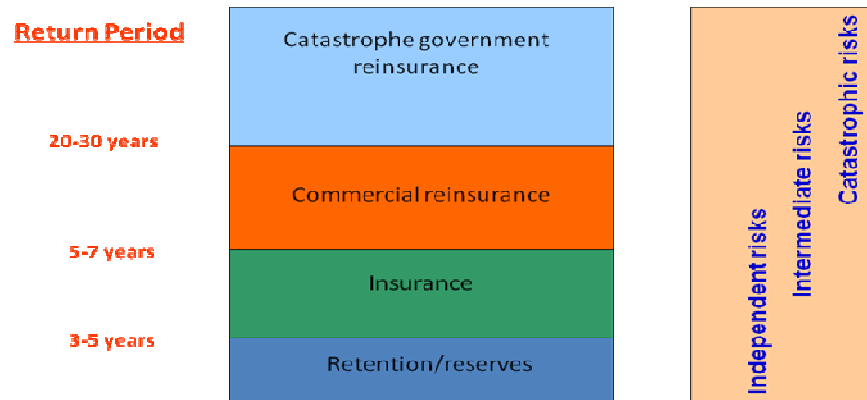 Return Period
Catastrophe government
reinsurance
20-30 years
Commercial reinsurance
5-7 years
Insurance
3-5 years
Retention/reserves
Independent risks
Intermediate risks
Catastrophic risks